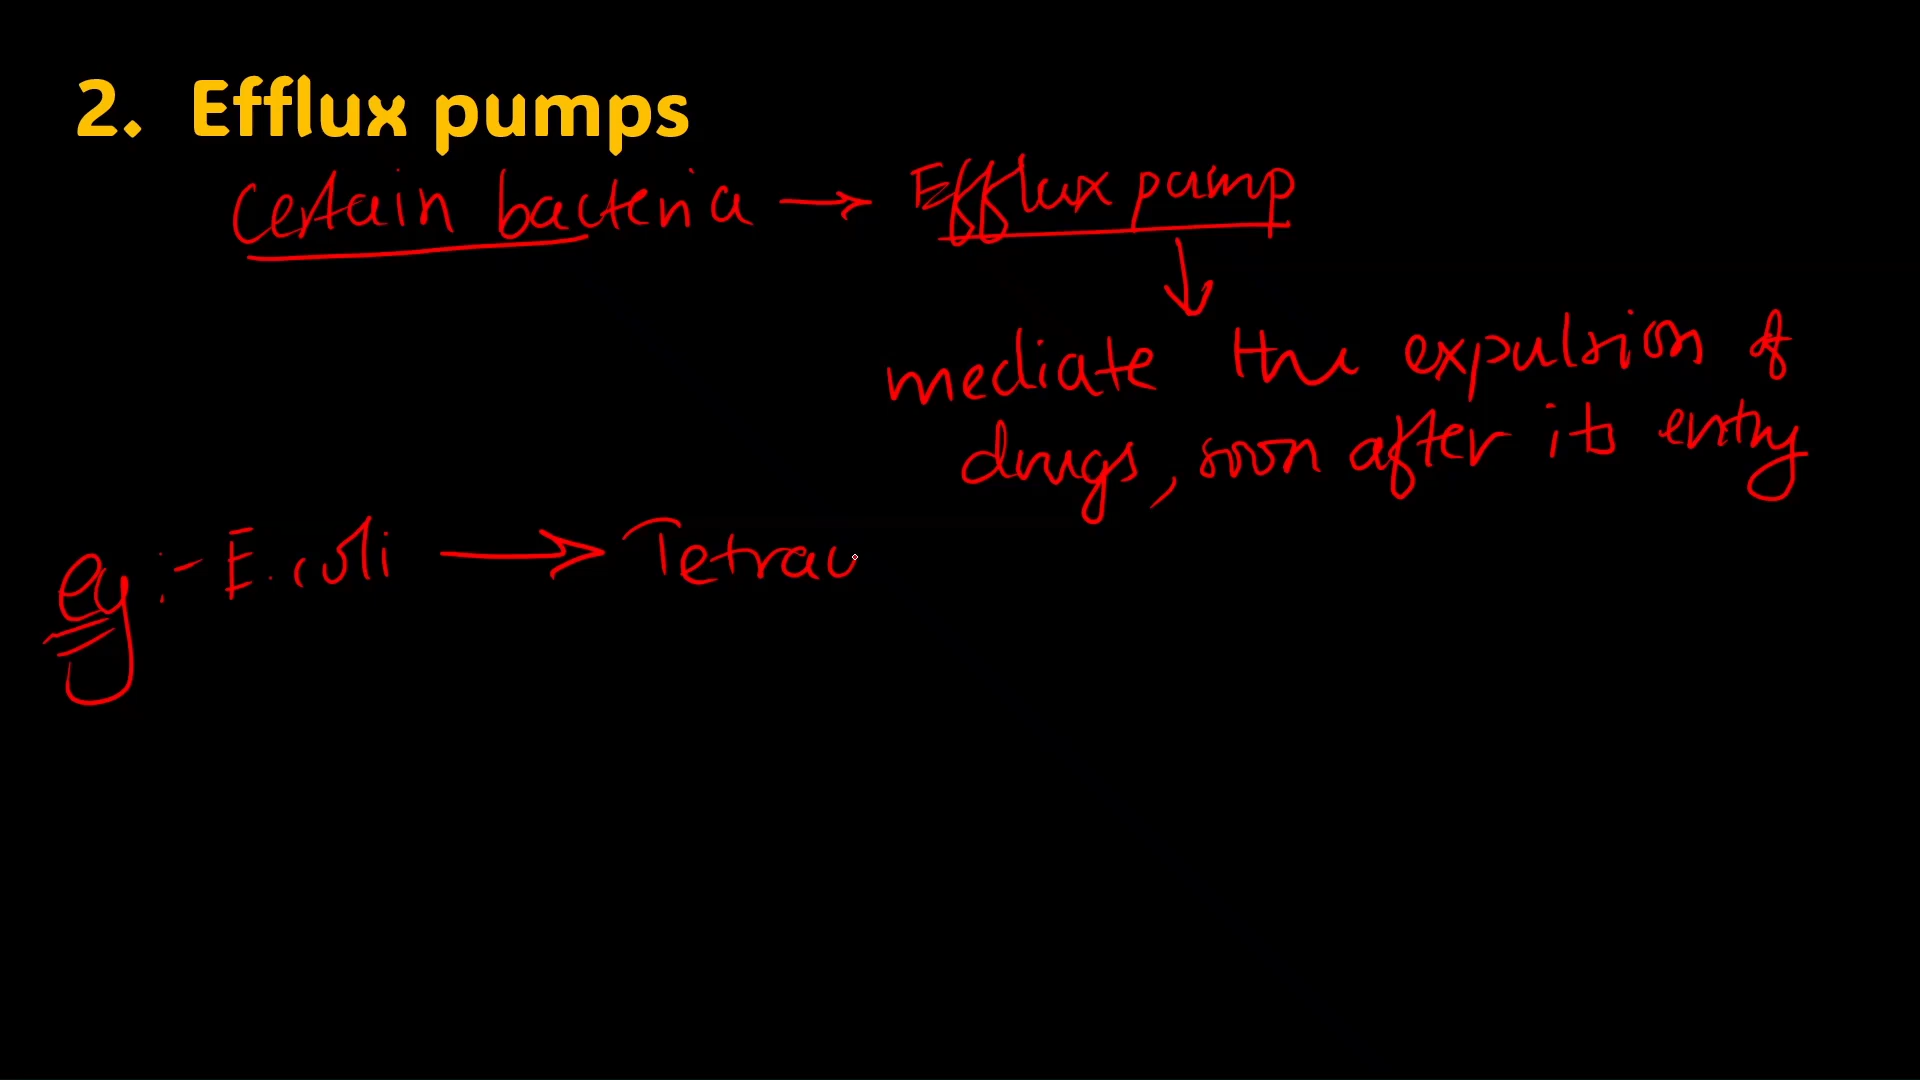 2. Efflux pumps
Certain bacteria → Efflux pump
↓
mediate the expulsion of
drugs, soon after its entry
eg:- E.coli → Tetrac